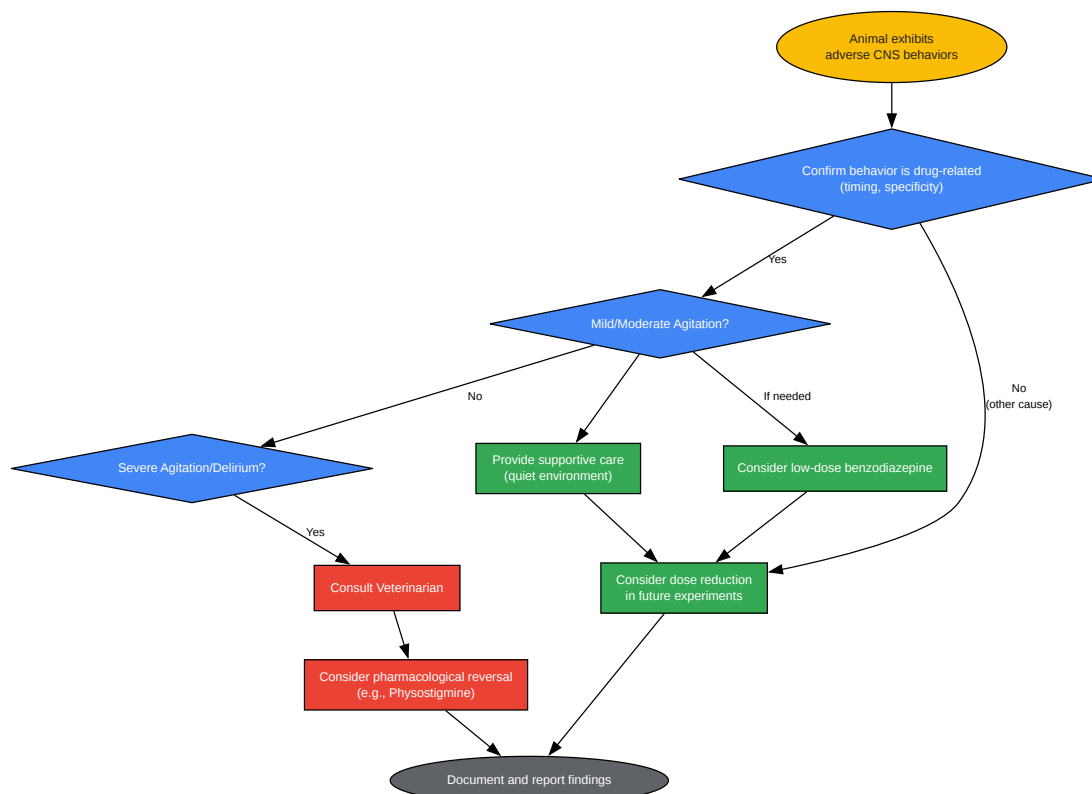 Animal exhibits
adverse CNS behaviors
Confirm behavior is drug-related
(timing, specificity)
Yes
Mild/Moderate Agitation?
No
(other cause)
No
If needed
Provide supportive care
(quiet environment)
Consider low-dose benzodiazepine
Severe Agitation/Delirium?
Yes
Consult Veterinarian
Consider dose reduction
in future experiments
Consider pharmacological reversal
(e.g., Physostigmine)
Document and report findings